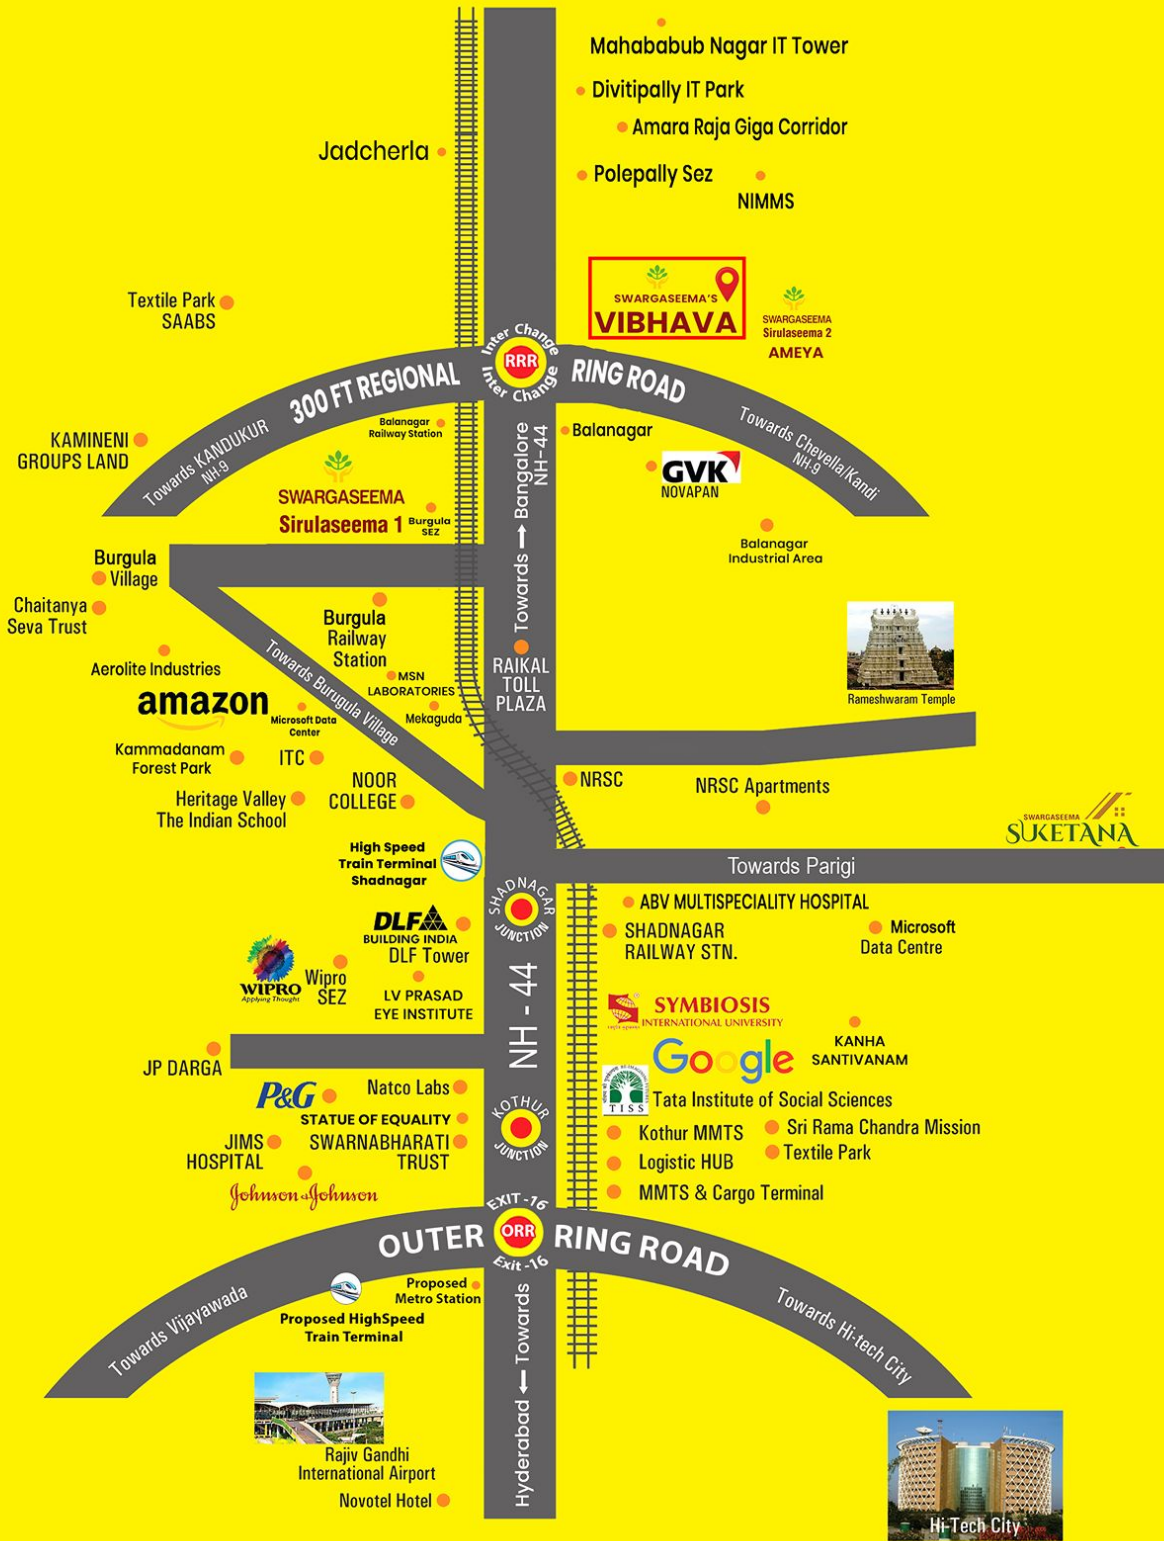 Mahababub Nagar IT Tower
Divitipally IT Park
Amara Raja Giga Corridor
Jadcherla
Polepally Sez
NIMMS
SWARGASEEMA'S
VIBHAVA
SWARGASEEMA
Sirulaseema 2
AMEYA
Textile Park
SAABS
Inter Change
RRR
Inter Change
300 FT REGIONAL
RING ROAD
Towards KANDUKUR
NH-9
Towards Chevella/Kandi
NH-9
Balanagar
Railway Station
Balanagar
KAMINENI
GROUPS LAND
Towards Bangalore
NH-44
GVK
NOVAPAN
SWARGASEEMA
Sirulaseema 1
Burgula
SEZ
Balanagar
Industrial Area
Burgula
Village
Chaitanya
Seva Trust
Burgula
Railway
Station
Aerolite Industries
Towards Burugula Village
MSN
LABORATORIES
RAIKAL
TOLL
PLAZA
Rameshwaram Temple
amazon
Microsoft Data
Center
Mekaguda
Kammadanam
Forest Park
ITC
NOOR
COLLEGE
NRSC
NRSC Apartments
Heritage Valley
The Indian School
SWARGASEEMA
SUKETANA
High Speed
Train Terminal
Shadnagar
Towards Parigi
SHADNAGAR
JUNCTION
ABV MULTISPECIALITY HOSPITAL
SHADNAGAR
RAILWAY STN.
Microsoft
Data Centre
DLF
BUILDING INDIA
DLF Tower
WIPRO
Applying Thought
Wipro
SEZ
LV PRASAD
EYE INSTITUTE
NH - 44
SYMBIOSIS
INTERNATIONAL UNIVERSITY
KANHA
SANTIVANAM
Google
JP DARGA
TISS
Tata Institute of Social Sciences
P&G
Natco Labs
KOTHUR
JUNCTION
STATUE OF EQUALITY
Kothur MMTS
Sri Rama Chandra Mission
JIMS
HOSPITAL
SWARNABHARATI
TRUST
Logistic HUB
Textile Park
Johnson & Johnson
MMTS & Cargo Terminal
EXIT -16
ORR
Exit -16
OUTER
RING ROAD
Towards Vijayawada
Towards Hi-tech City
Proposed
Metro Station
Proposed HighSpeed
Train Terminal
Hyderabad Towards
Rajiv Gandhi
International Airport
Novotel Hotel
Hi-Tech City